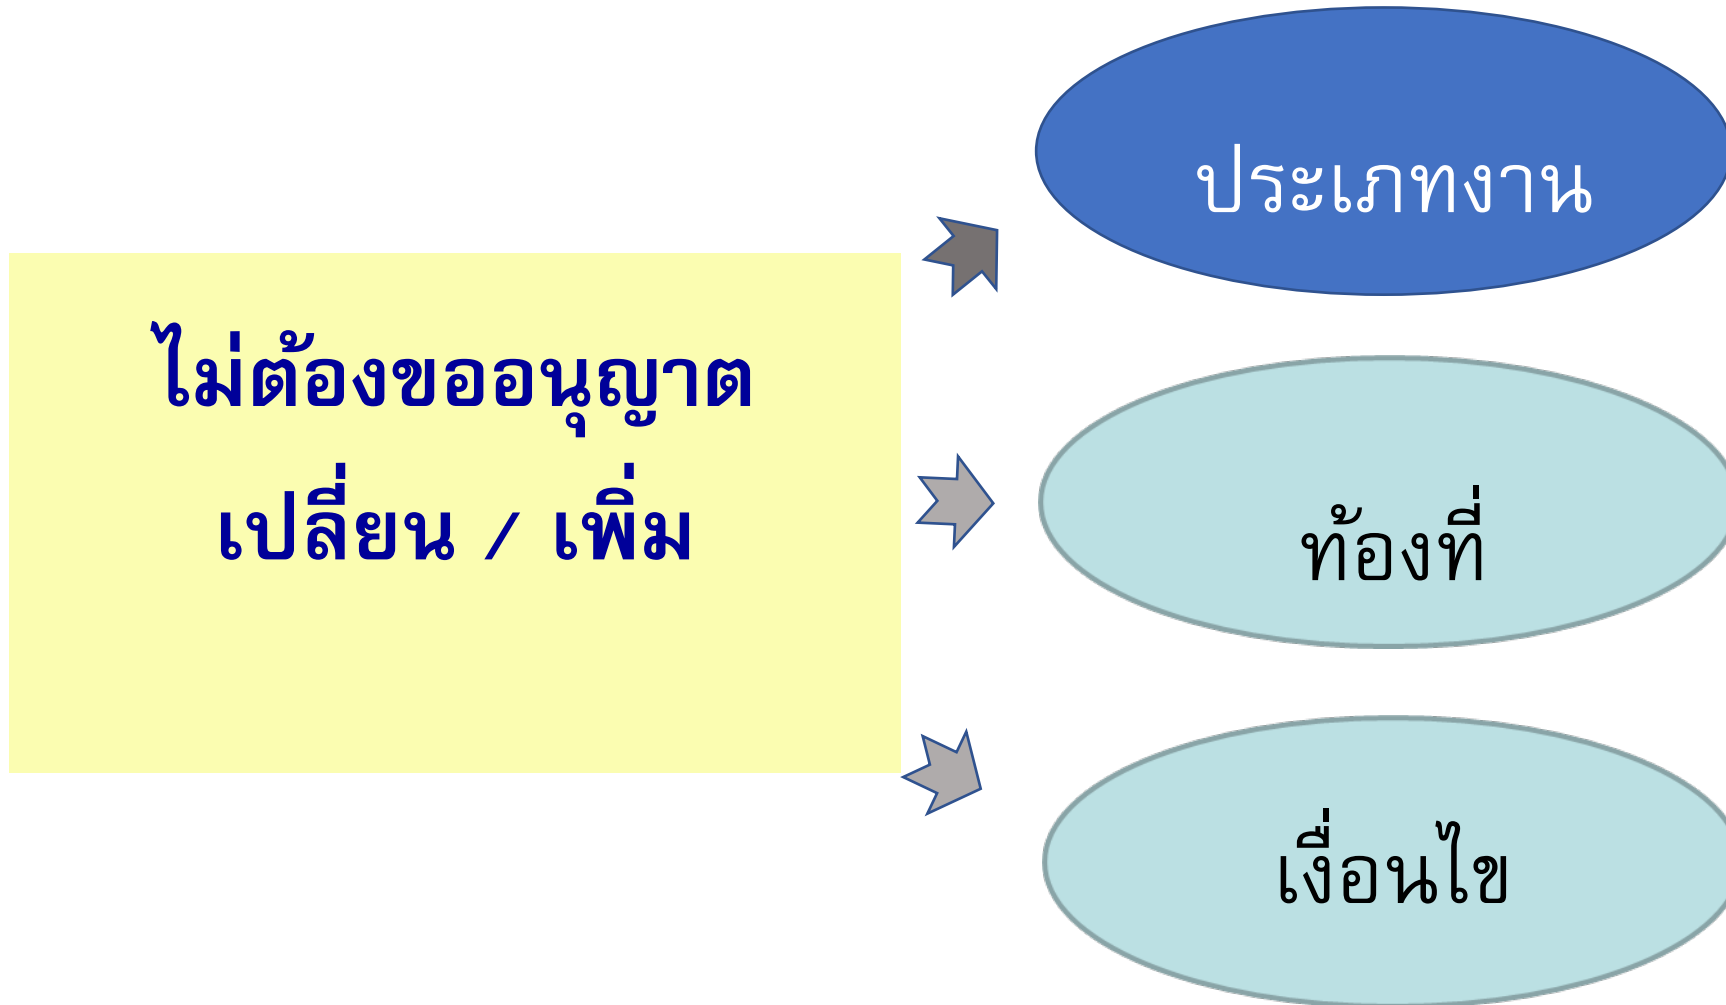 ไม่ต้องขออนุญาต
เปลี่ยน / เพิ่ม
ประเภทงาน
ท้องที่
เงื่อนไข